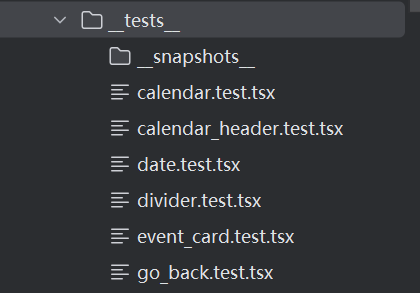 __tests__
__snapshots__
calendar.test.tsx
calendar_header.test.tsx
date.test.tsx
divider.test.tsx
event_card.test.tsx
go_back.test.tsx